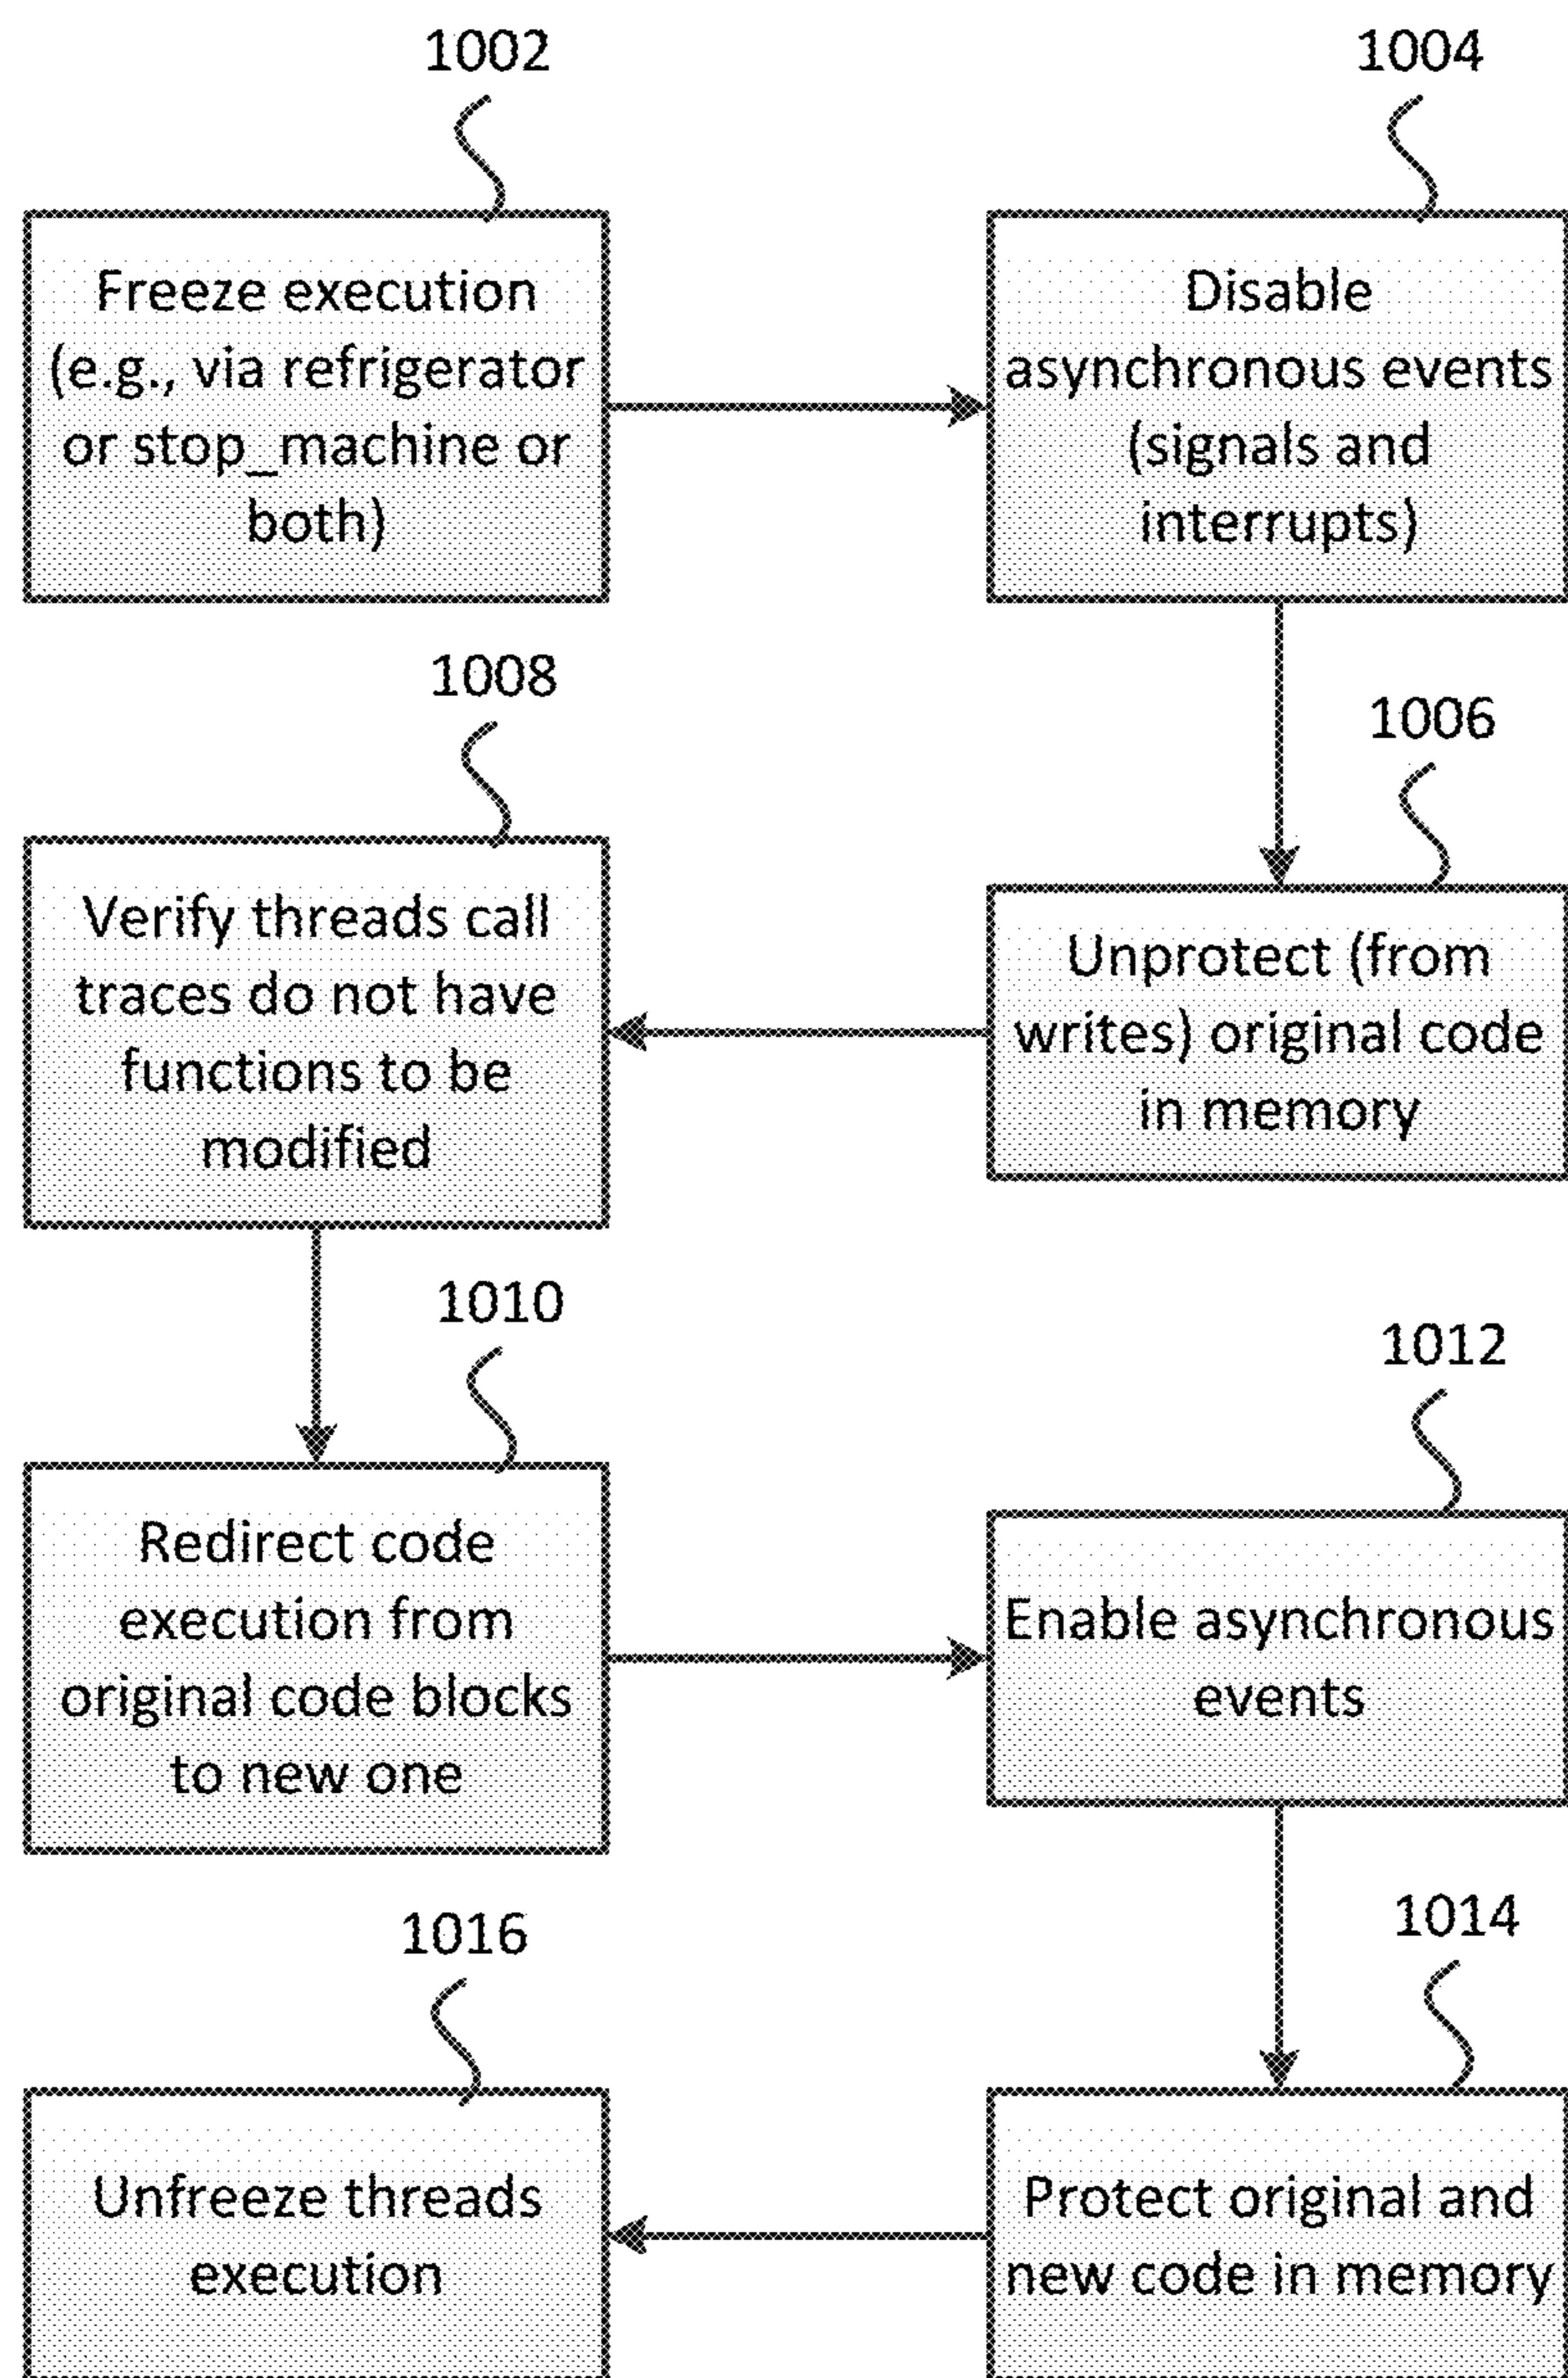 1002
Freeze execution
(e.g., via refrigerator
or stop_machine or
both)
1004
Disable
asynchronous events
(signals and
interrupts)
1006
Unprotect (from
writes) original code
in memory
1008
Verify threads call
traces do not have
functions to be
modified
1010
Redirect code
execution from
original code blocks
to new one
1012
Enable asynchronous
events
1014
Protect original and
new code in memory
1016
Unfreeze threads
execution